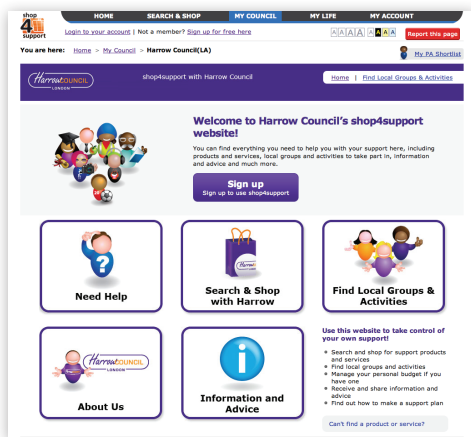 shop
4
support
HOME SEARCH & SHOP MY COUNCIL MY LIFE MY ACCOUNT
Login to your account | Not a member? Sign up for free here
A A A A A A A A Report this page
You are here: Home > My Council > Harrow Council(LA)
My PA Shortlist
HarrowCOUNCIL
LONDON
shop4support with Harrow Council
Home | Find Local Groups & Activities
Welcome to Harrow Council's shop4support
website!
You can find everything you need to help you with your support here, including
products and services, local groups and activities to take part in, information
and advice and much more.
Sign up
Sign up to use shop4support
?
Need Help
Harrow
Search & Shop
with Harrow
Find Local Groups &
Activities
HarrowCOUNCIL
LONDON
About Us
i
Information and
Advice
Use this website to take control of
your own support!
Search and shop for support products
and services
Find local groups and activities
Manage your personal budget if you
have one
Receive and share information and
advice
Find out how to make a support plan
Can't find a product or service?